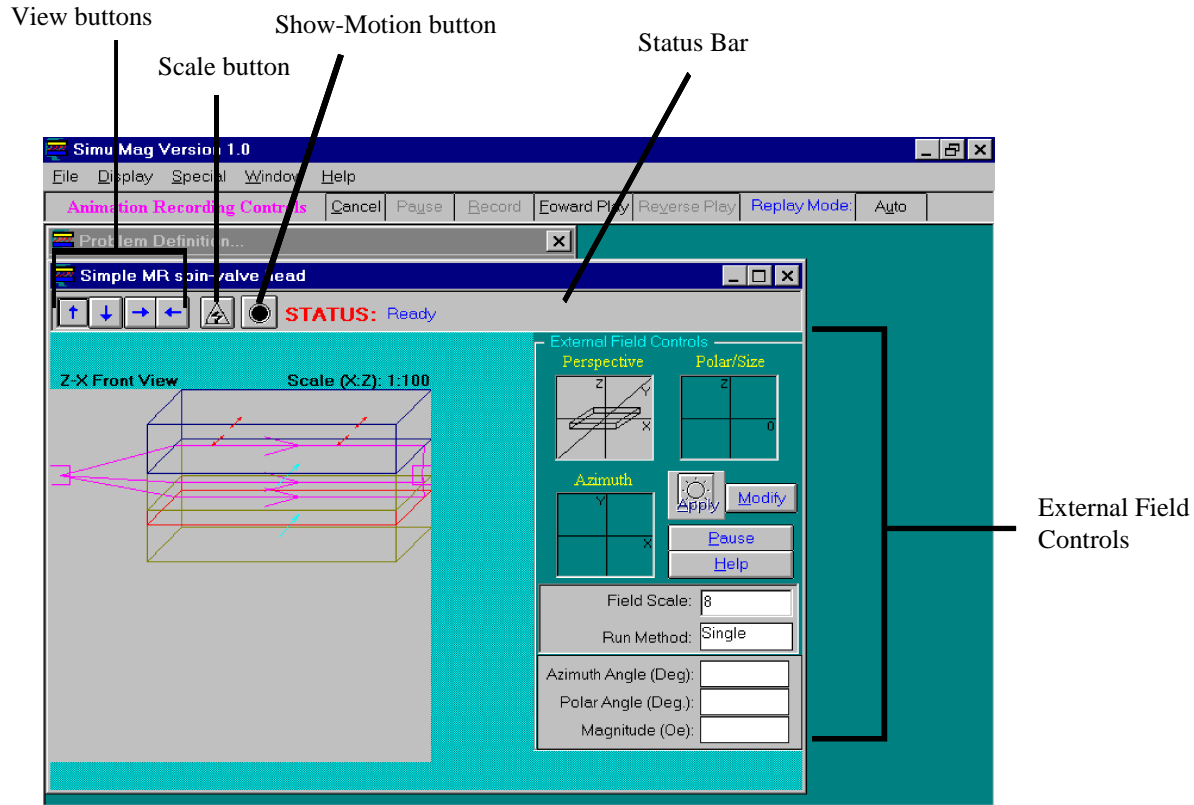 View buttons
Show-Motion button
Status Bar
Scale button
Simu Mag Version 1.0
File Display Special Window Help
Animation Recording Controls Cancel Pause Record Foward Play Reverse Play Replay Mode: Auto
Problem Definition...
Simple MR spin-valve head
STATUS: Ready
External Field Controls
Perspective Polar/Size
Z-X Front View Scale (X:Z): 1:100
Z Y X
Z 0
Azimuth
Y X
Apply Modify
Pause
Help
External Field
Controls
Field Scale: 8
Run Method: Single
Azimuth Angle (Deg):
Polar Angle (Deg.):
Magnitude (Oe):